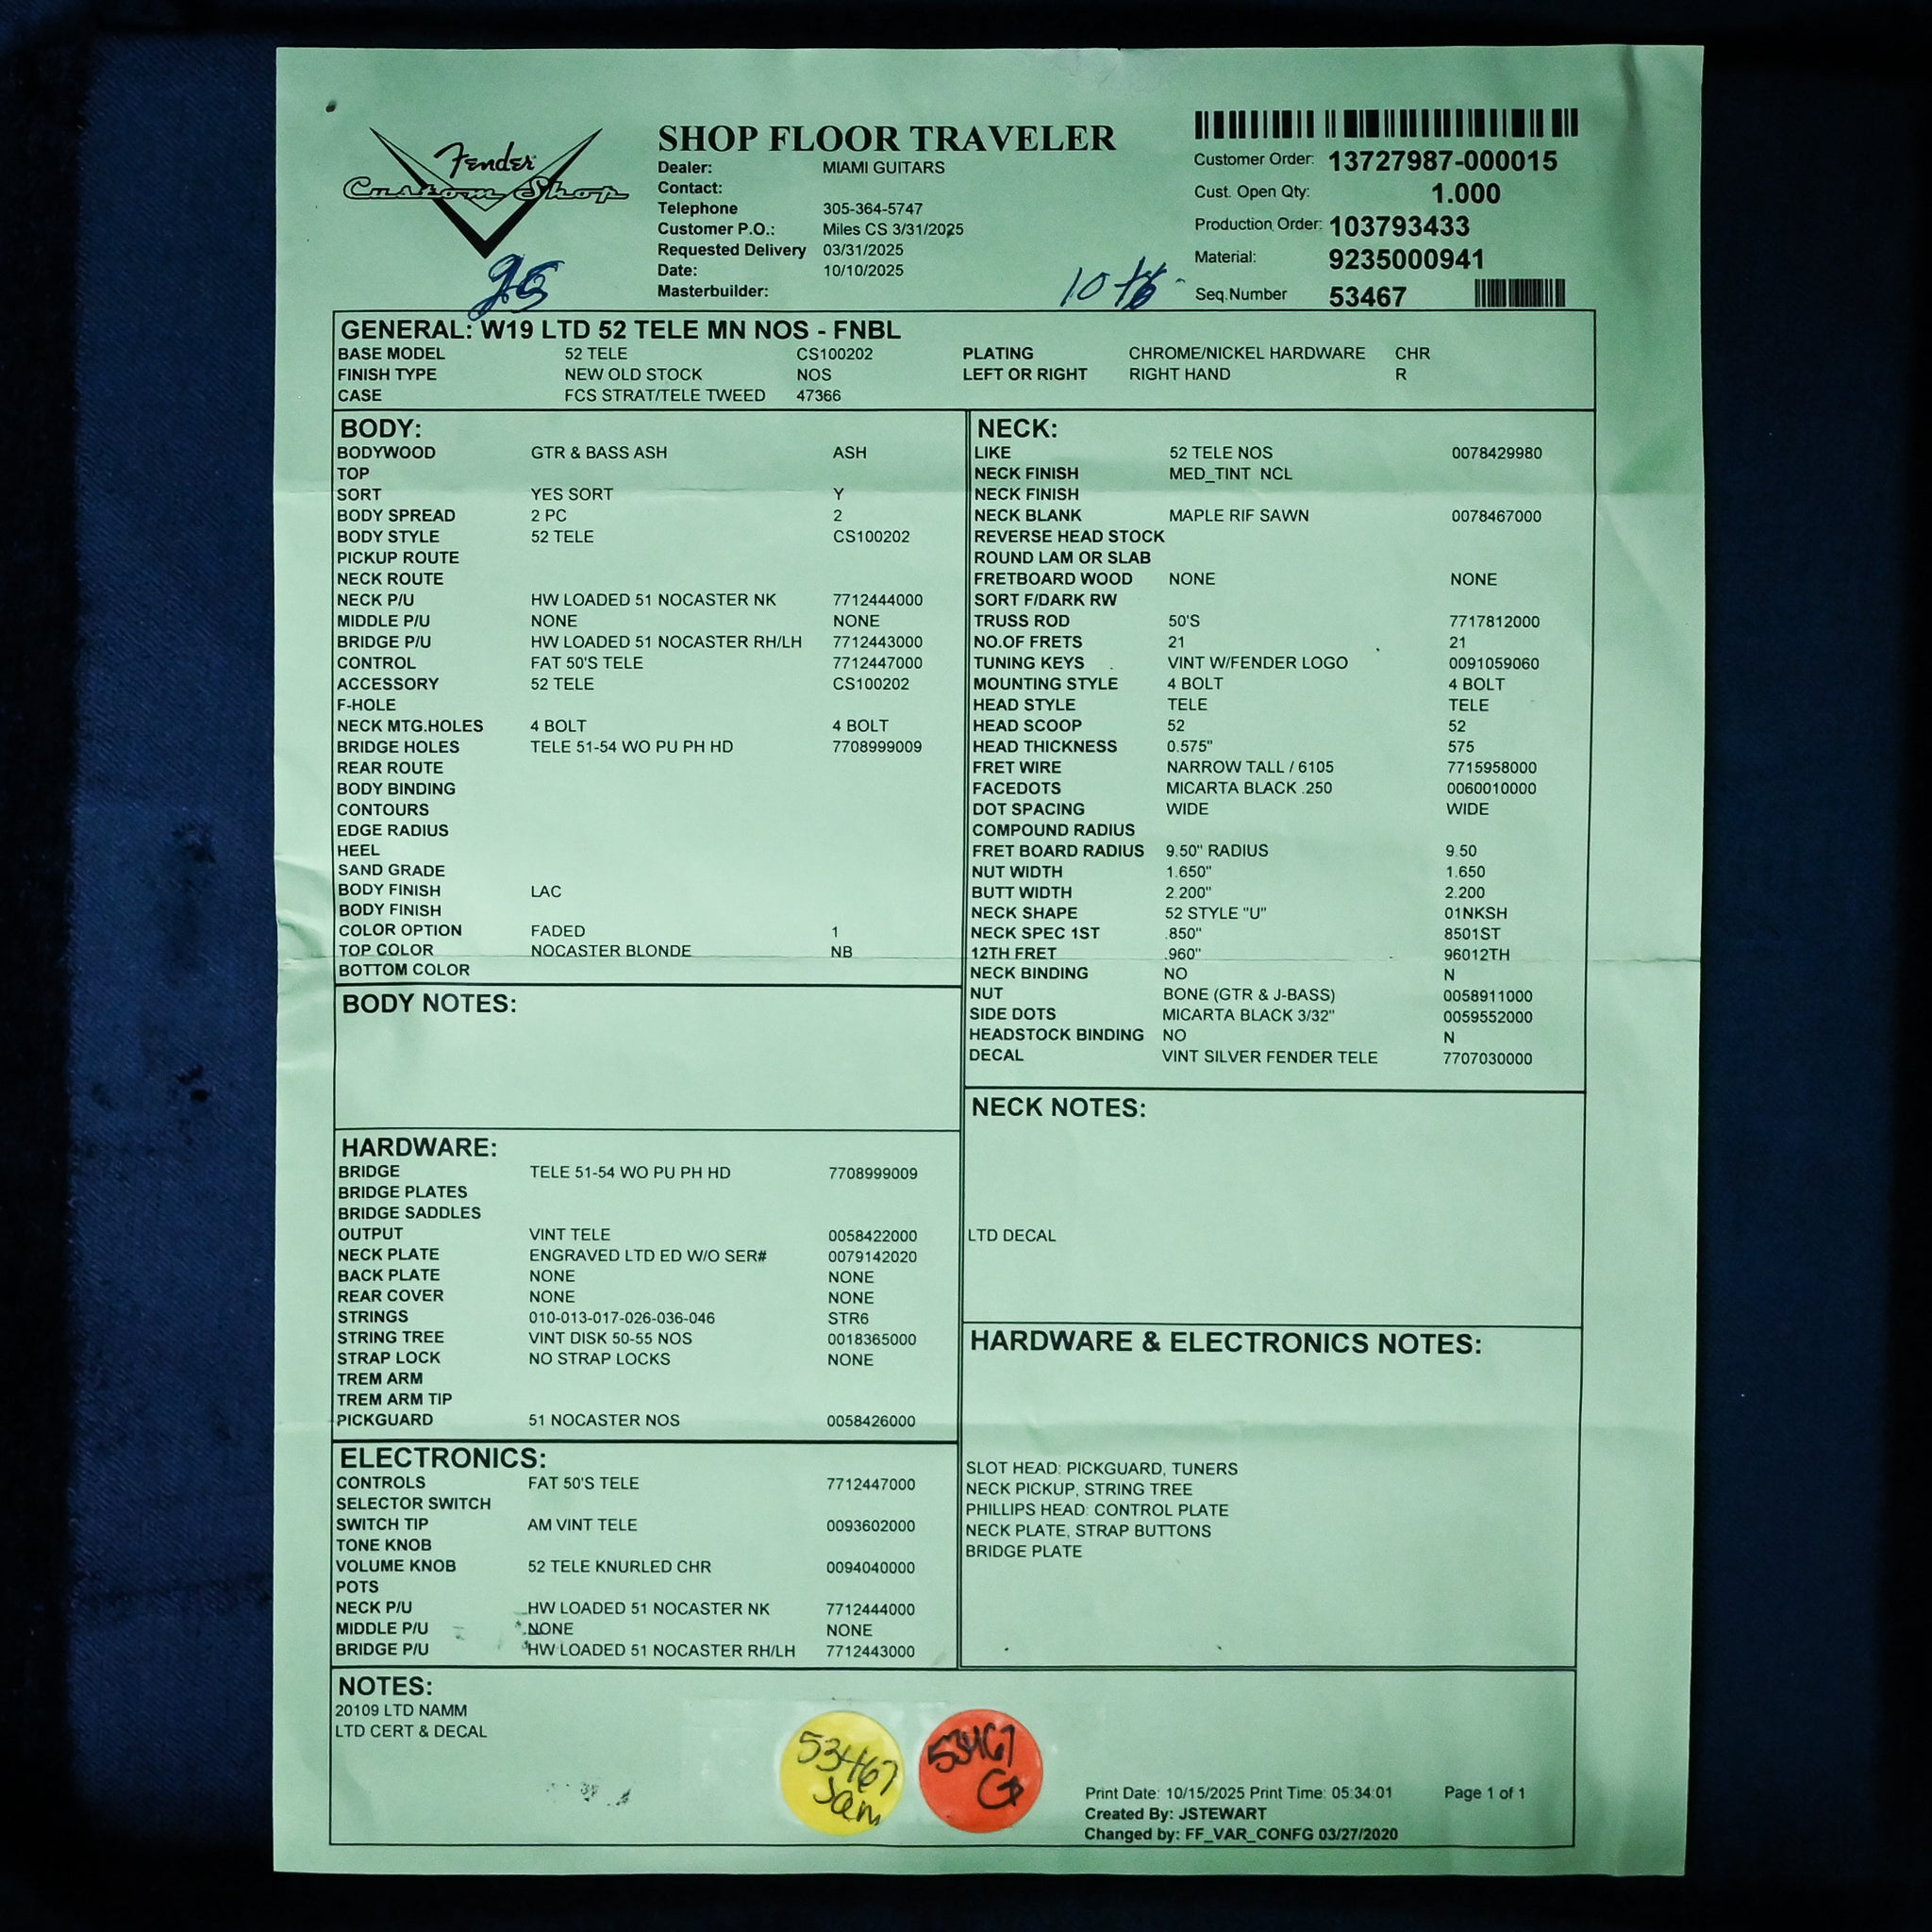 Fender
Custom Shop
SHOP FLOOR TRAVELER
Dealer: MIAMI GUITARS
Contact:
Telephone 305-364-5747
Customer P.O.: Miles CS 3/31/2025
Requested Delivery 03/31/2025
Date: 10/10/2025
Masterbuilder:
Customer Order: 13727987-000015
Cust. Open Qty: 1.000
Production Order: 103793433
Material: 9235000941
Seq.Number 53467
GENERAL: W19 LTD 52 TELE MN NOS - FNBL
BASE MODEL 52 TELE CS100202 PLATING CHROME/NICKEL HARDWARE CHR
FINISH TYPE NEW OLD STOCK NOS LEFT OR RIGHT RIGHT HAND R
CASE FCS STRAT/TELE TWEED 47366
BODY:
BODYWOOD GTR & BASS ASH ASH
TOP
SORT YES SORT Y
BODY SPREAD 2 PC 2
BODY STYLE 52 TELE CS100202
PICKUP ROUTE
NECK ROUTE
NECK P/U HW LOADED 51 NOCASTER NK 7712444000
MIDDLE P/U NONE NONE
BRIDGE P/U HW LOADED 51 NOCASTER RH/LH 7712443000
CONTROL FAT 50'S TELE 7712447000
ACCESSORY 52 TELE CS100202
F-HOLE
NECK MTG.HOLES 4 BOLT 4 BOLT
BRIDGE HOLES TELE 51-54 WO PU PH HD 7708999009
REAR ROUTE
BODY BINDING
CONTOURS
EDGE RADIUS
HEEL
SAND GRADE
BODY FINISH LAC
BODY FINISH
COLOR OPTION FADED 1
TOP COLOR NOCASTER BLONDE NB
BOTTOM COLOR
BODY NOTES:
HARDWARE:
BRIDGE TELE 51-54 WO PU PH HD 7708999009
BRIDGE PLATES
BRIDGE SADDLES
OUTPUT VINT TELE 0058422000
NECK PLATE ENGRAVED LTD ED W/O SER# 0079142020
BACK PLATE NONE NONE
REAR COVER NONE NONE
STRINGS 010-013-017-026-036-046 STR6
STRING TREE VINT DISK 50-55 NOS 0018365000
STRAP LOCK NO STRAP LOCKS NONE
TREM ARM
TREM ARM TIP
PICKGUARD 51 NOCASTER NOS 0058426000
ELECTRONICS:
CONTROLS FAT 50'S TELE 7712447000
SELECTOR SWITCH
SWITCH TIP AM VINT TELE 0093602000
TONE KNOB
VOLUME KNOB 52 TELE KNURLED CHR 0094040000
POTS
NECK P/U HW LOADED 51 NOCASTER NK 7712444000
MIDDLE P/U NONE NONE
BRIDGE P/U HW LOADED 51 NOCASTER RH/LH 7712443000
NECK:
LIKE 52 TELE NOS 0078429980
NECK FINISH MED_TINT NCL
NECK FINISH
NECK BLANK MAPLE RIF SAWN 0078467000
REVERSE HEAD STOCK
ROUND LAM OR SLAB
FRETBOARD WOOD NONE NONE
SORT F/DARK RW
TRUSS ROD 50'S 7717812000
NO.OF FRETS 21 21
TUNING KEYS VINT W/FENDER LOGO 0091059060
MOUNTING STYLE 4 BOLT 4 BOLT
HEAD STYLE TELE TELE
HEAD SCOOP 52 52
HEAD THICKNESS 0.575" 575
FRET WIRE NARROW TALL / 6105 7715958000
FACEDOTS MICARTA BLACK .250 0060010000
DOT SPACING WIDE WIDE
COMPOUND RADIUS
FRET BOARD RADIUS 9.50" RADIUS 9.50
NUT WIDTH 1.650" 1.650
BUTT WIDTH 2.200" 2.200
NECK SHAPE 52 STYLE "U" 01NKSH
NECK SPEC 1ST .850" 8501ST
12TH FRET .960" 96012TH
NECK BINDING NO N
NUT BONE (GTR & J-BASS) 0058911000
SIDE DOTS MICARTA BLACK 3/32" 0059552000
HEADSTOCK BINDING NO N
DECAL VINT SILVER FENDER TELE 7707030000
NECK NOTES:
LTD DECAL
HARDWARE & ELECTRONICS NOTES:
SLOT HEAD: PICKGUARD, TUNERS
NECK PICKUP, STRING TREE
PHILLIPS HEAD: CONTROL PLATE
NECK PLATE, STRAP BUTTONS
BRIDGE PLATE
NOTES:
20109 LTD NAMM
LTD CERT & DECAL
53467
Jam
53467
G
Print Date: 10/15/2025 Print Time: 05:34:01 Page 1 of 1
Created By: JSTEWART
Changed by: FF_VAR_CONFG 03/27/2020